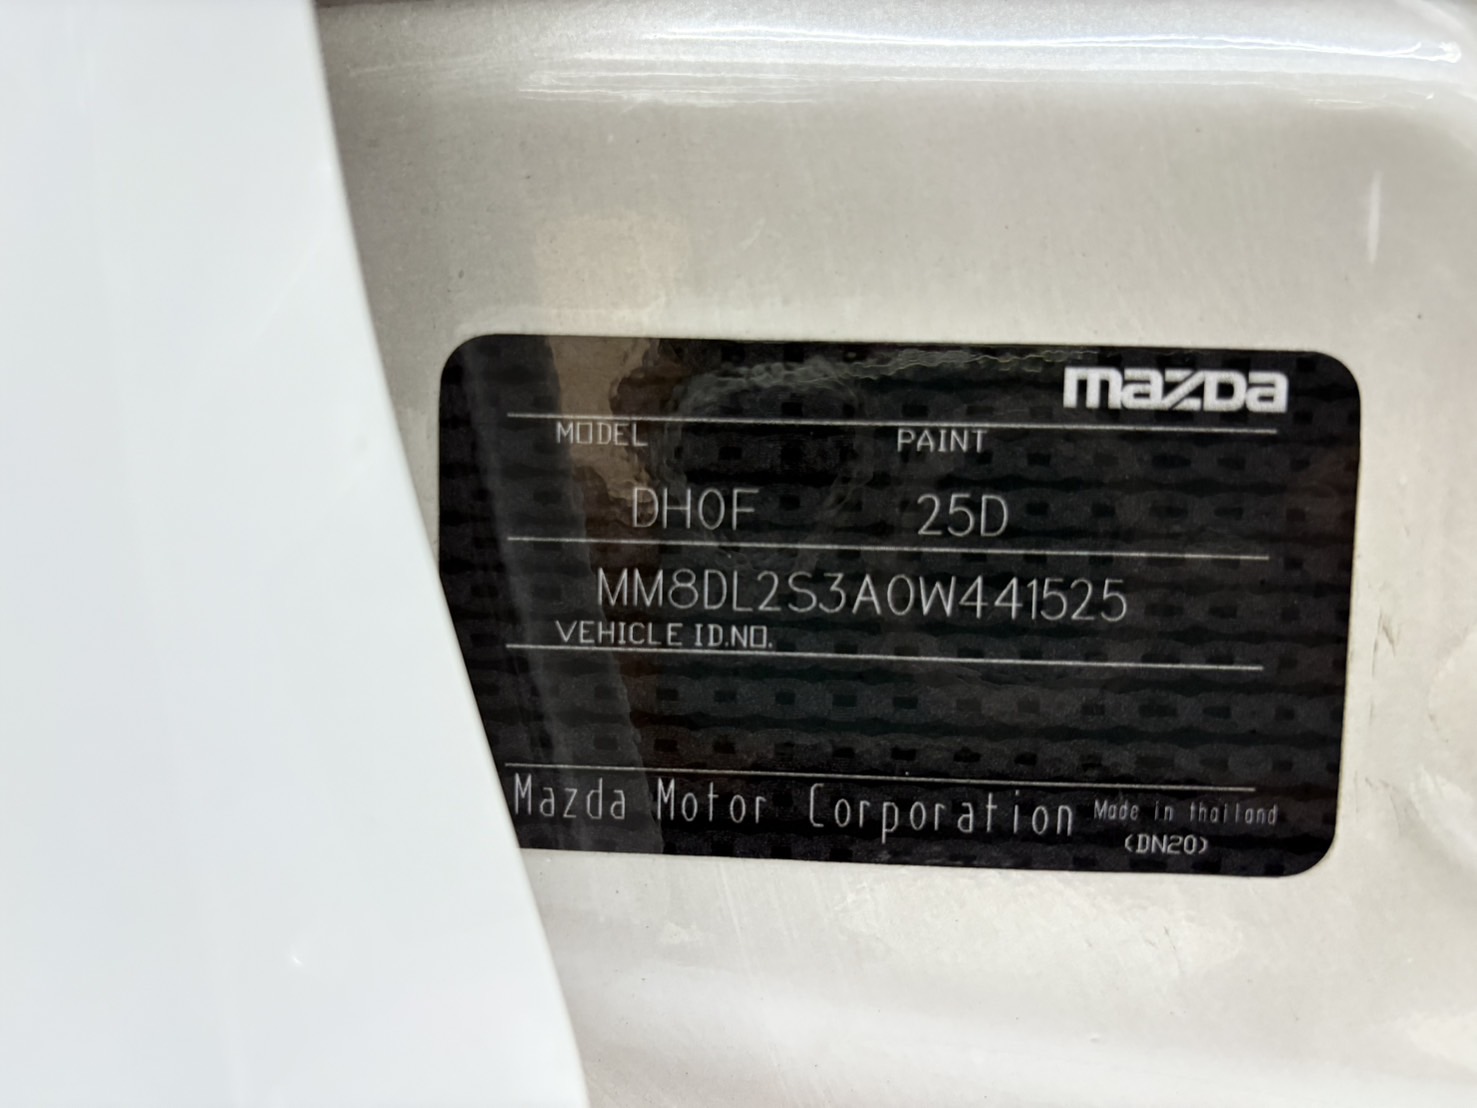 mazda
MODEL PAINT
DH0F 25D
MM8DL2S3A0W441525
VEHICLE ID.NO.
Mazda Motor Corporation Made in thailand
(DN20)